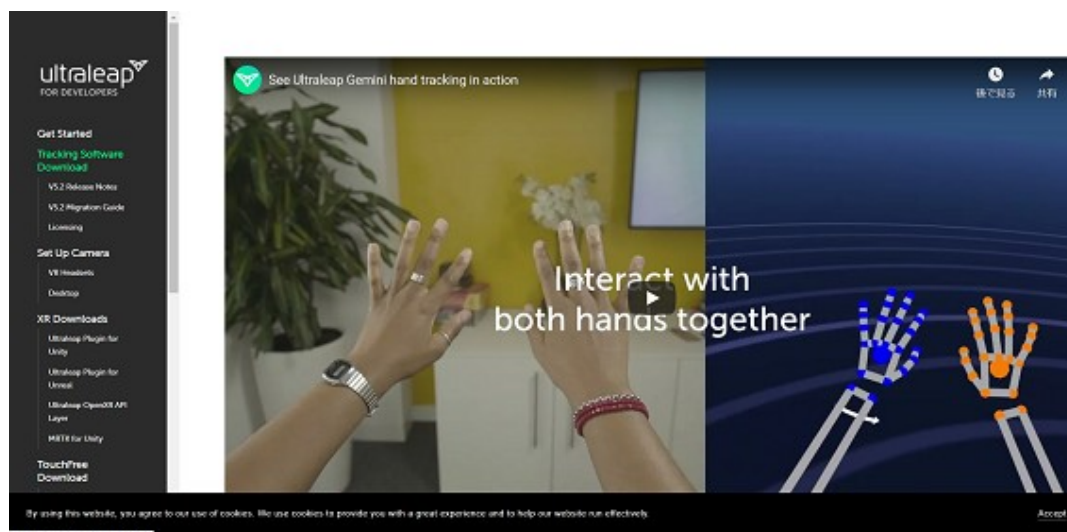 ultraleap
FOR DEVELOPERS
Get Started
Tracking Software
Download
V5.2 Release Notes
V5.2 Migration Guide
Licensing
Set Up Camera
VR Headsets
Desktop
XR Downloads
Ultraleap Plugin for
Unity
Ultraleap Plugin for
Unreal
Ultraleap OpenXR API
Layer
MRTK for Unity
TouchFree
Download
See Ultraleap Gemini hand tracking in action
後で見る
共有
Interact with
both hands together
By using this website, you agree to our use of cookies. We use cookies to provide you with a great experience and to help our website run effectively.
Accept